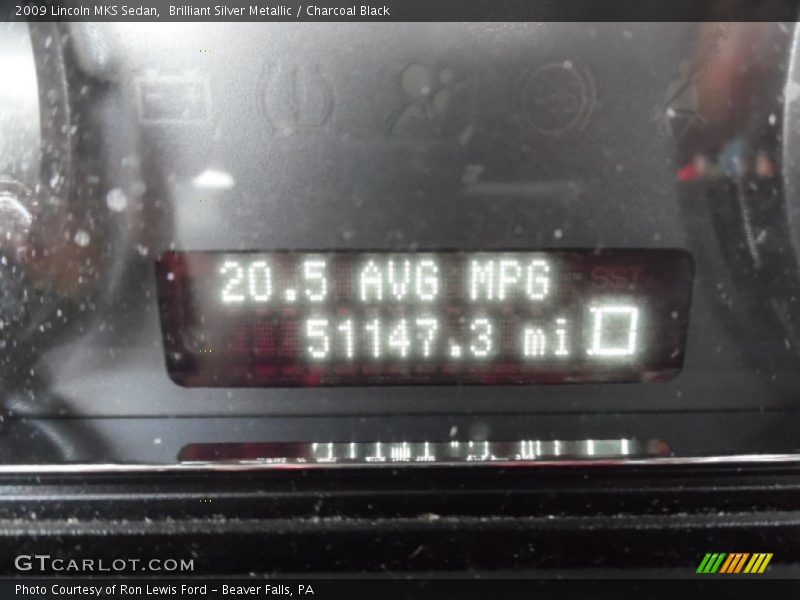 2009 Lincoln MKS Sedan, Brilliant Silver Metallic / Charcoal Black
20.5 AVG MPG
51147.3 mi
GTCARLOT.COM
Photo Courtesy of Ron Lewis Ford - Beaver Falls, PA